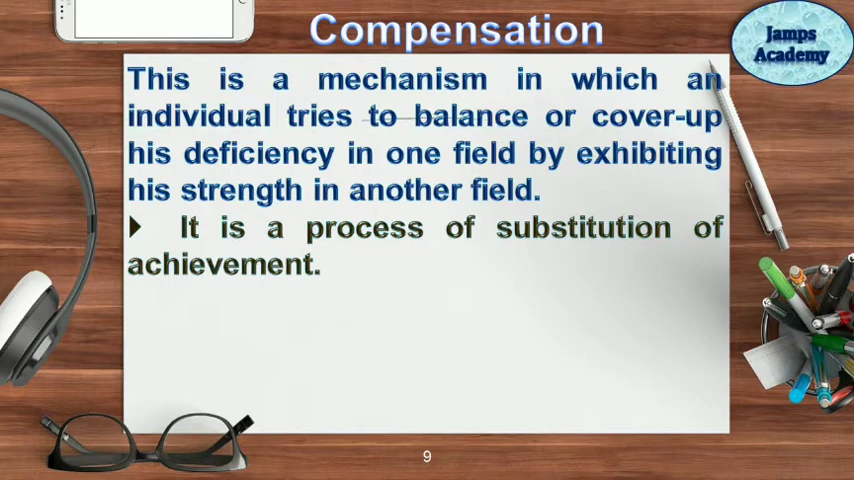 Compensation
Jamps
Academy
This is a mechanism in which an
individual tries to balance or cover-up
his deficiency in one field by exhibiting
his strength in another field.
It is a process of substitution of
achievement.
9